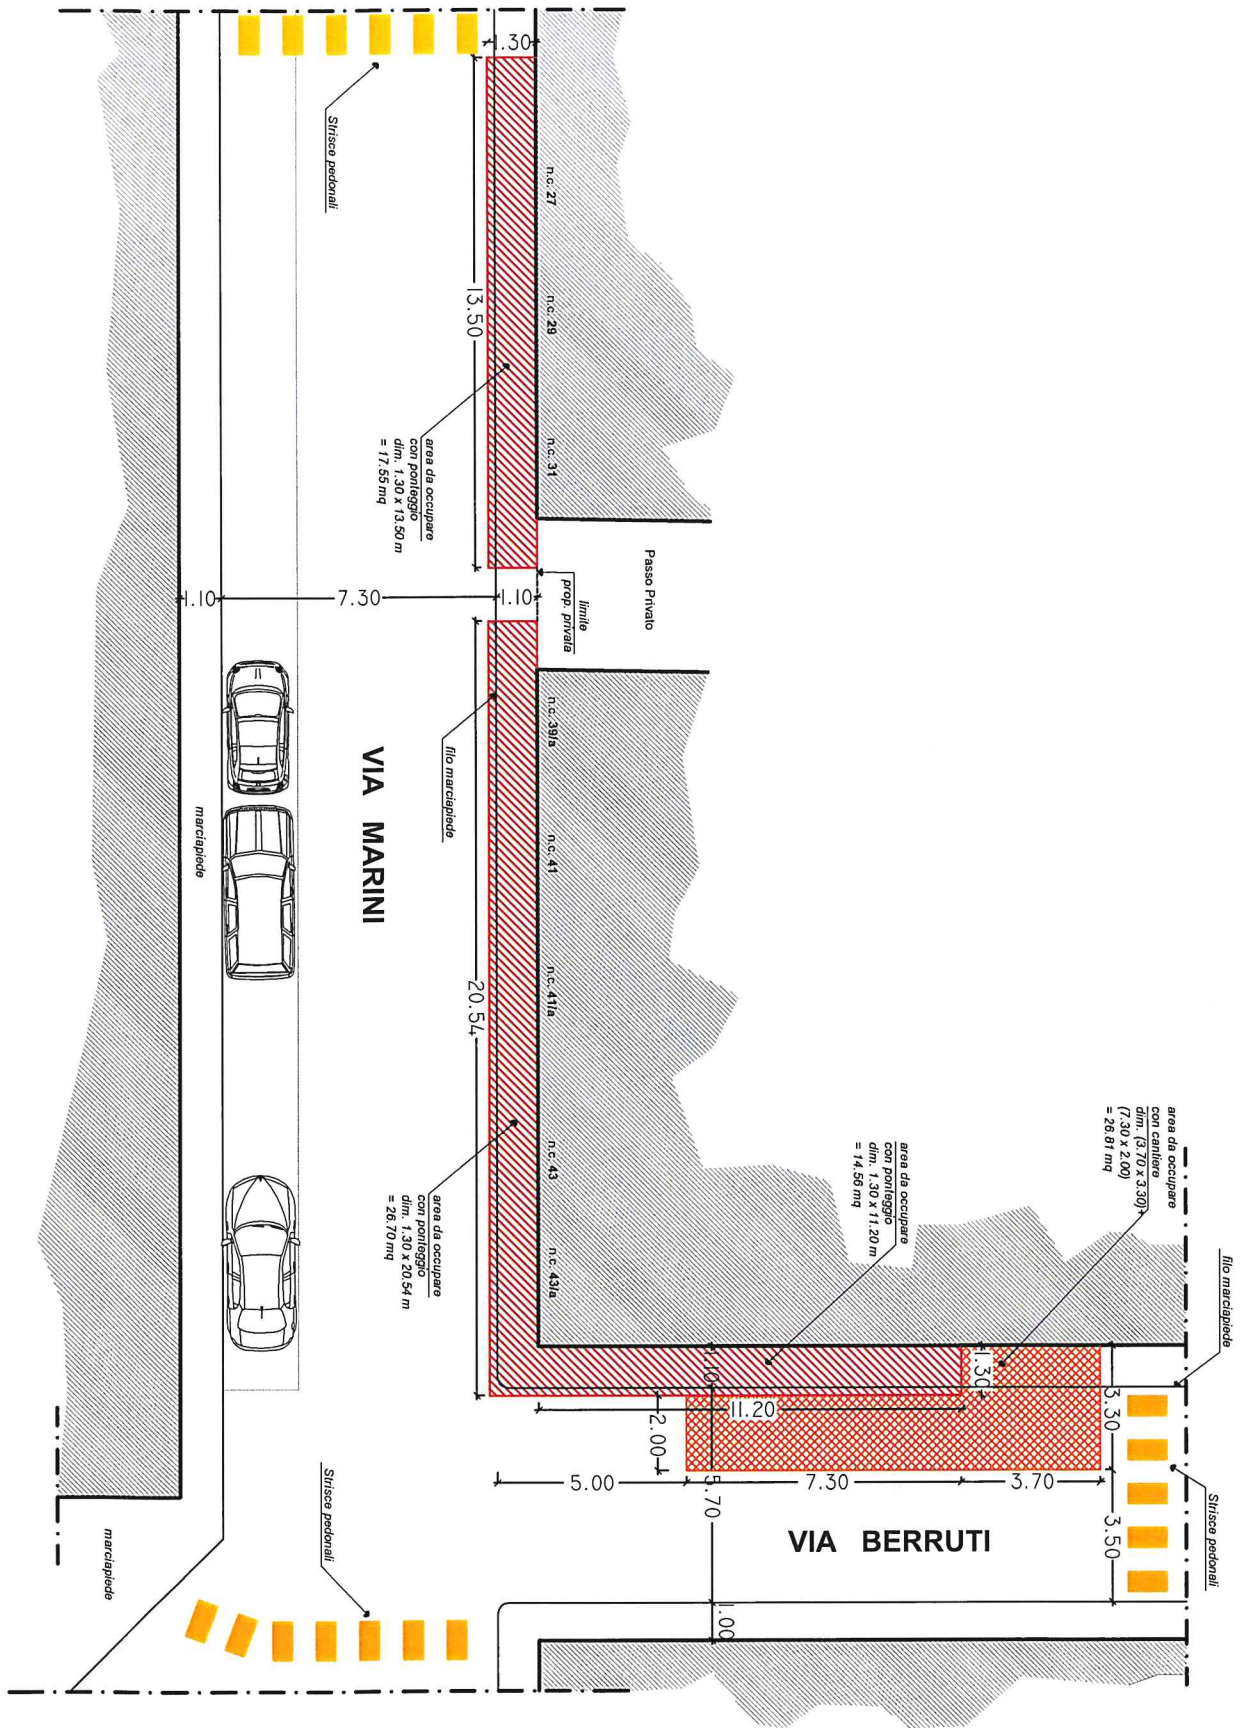 1.30
Strisce pedonali
n.c. 27
n.c. 29
n.c. 31
13.50
area da occupare
con ponteggio
dim. 1.30 x 13.50 m
= 17.55 mq
Passo Privato
limite
prop. privata
1.10
7.30
1.10
n.c. 39/a
n.c. 41
n.c. 41/a
n.c. 43
n.c. 43/a
filo marciapiede
VIA MARINI
marciapiede
20.54
area da occupare
con ponteggio
dim. 1.30 x 20.54 m
= 26.70 mq
area da occupare
con ponteggio
dim. 1.30 x 11.20 m
= 14.56 mq
area da occupare
con cantiere
dim. (3.70 x 3.30)+
(7.30 x 2.00)
= 26.81 mq
filo marciapiede
1.10
1.30
3.30
11.20
2.00
5.00
7.30
3.70
5.70
3.50
VIA BERRUTI
Strisce pedonali
1.00
Strisce pedonali
marciapiede